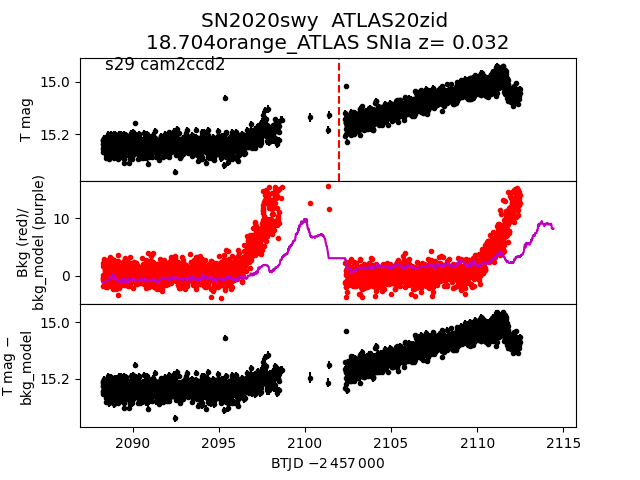 SN2020swy  ATLAS20zid
18.704orange_ATLAS SNIa z= 0.032
s29 cam2ccd2
15.0
15.2
T mag
10
0
Bkg (red)/
bkg_model (purple)
15.0
15.2
T mag −
bkg_model
2090 2095 2100 2105 2110 2115
BTJD −2 457 000